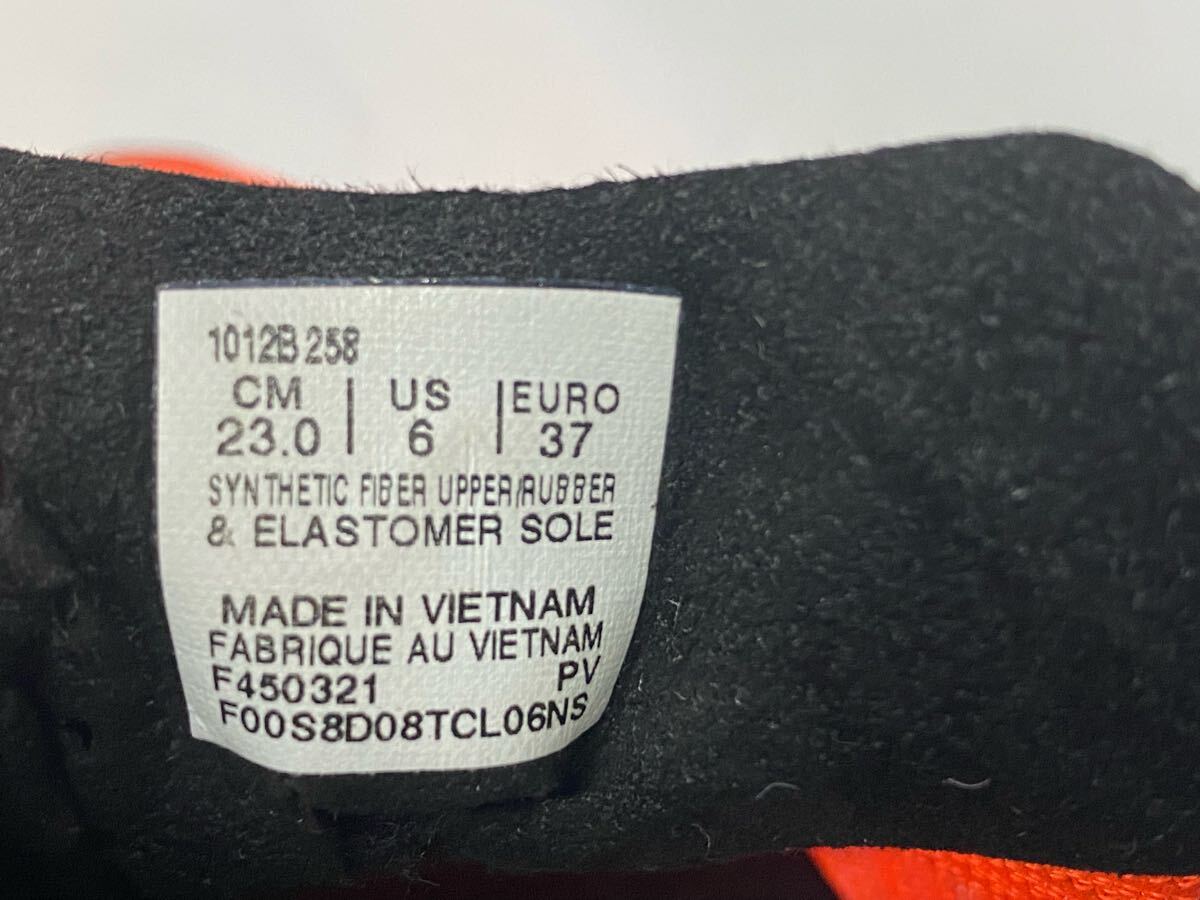 1012B258
CM | US | EURO
23.0 | 6 | 37
SYNTHETIC FIBER UPPER/RUBBER
& ELASTOMER SOLE
MADE IN VIETNAM
FABRIQUE AU VIETNAM
F450321 PV
F00S8D08TCL06NS